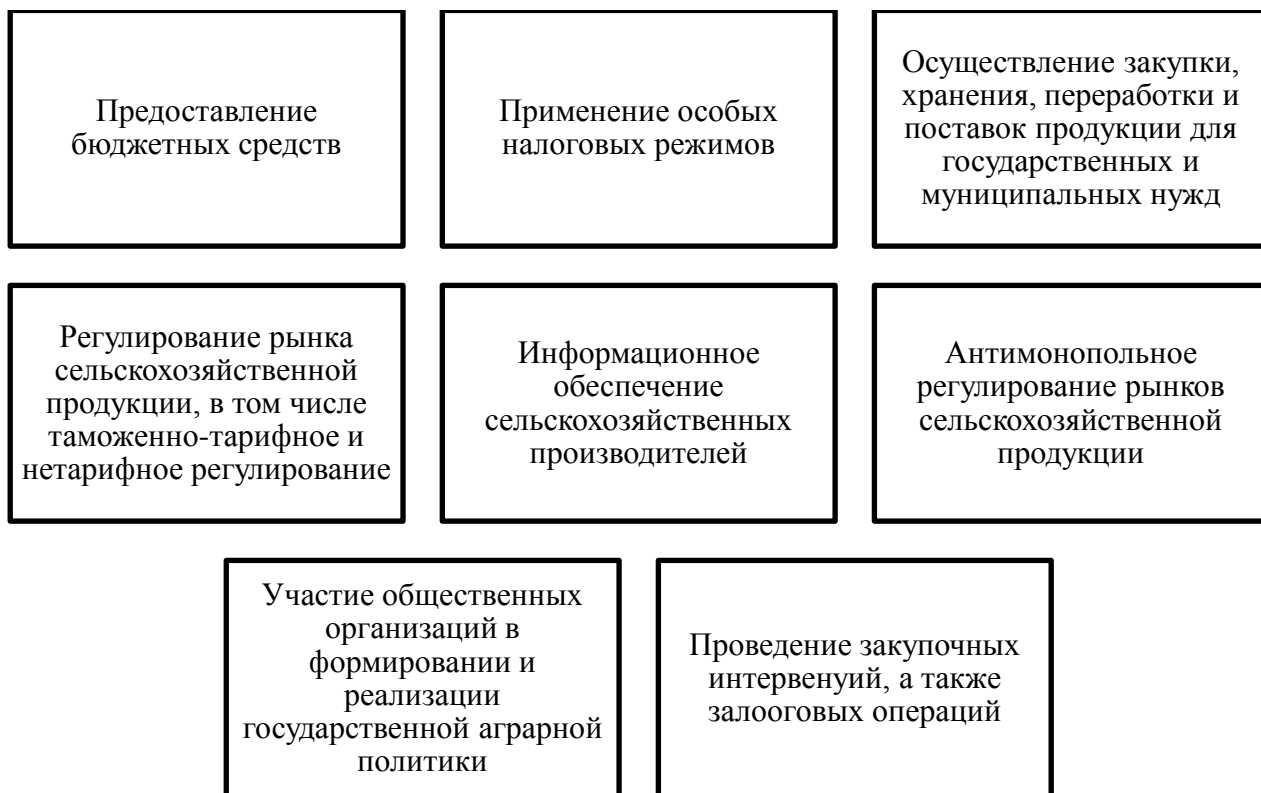 Предоставление
бюджетных средств
Применение особых
налоговых режимов
Осуществление закупки,
хранения, переработки и
поставок продукции для
государственных и
муниципальных нужд
Регулирование рынка
сельскохозяйственной
продукции, в том числе
таможенно-тарифное и
нетарифное регулирование
Информационное
обеспечение
сельскохозяйственных
производителей
Антимонопольное
регулирование рынков
сельскохозяйственной
продукции
Участие общественных
организаций в
формировании и
реализации
государственной аграрной
политики
Проведение закупочных
интервенуий, а также
залооговых операций